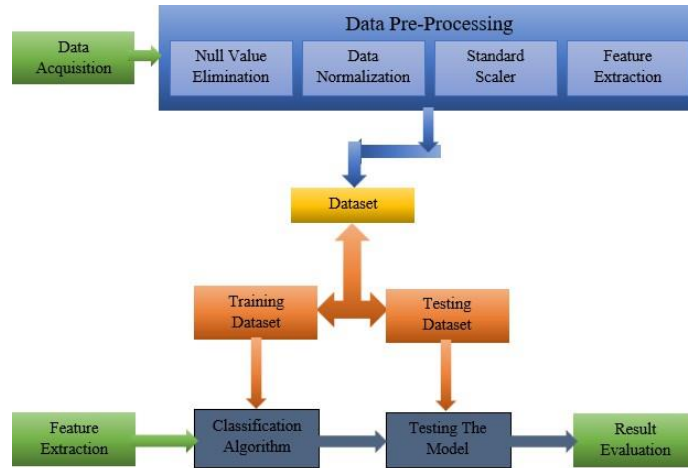 Data Pre-Processing
Data
Acquisition
Null Value
Elimination
Data
Normalization
Standard
Scaler
Feature
Extraction
Dataset
Training
Dataset
Testing
Dataset
Feature
Extraction
Classification
Algorithm
Testing The
Model
Result
Evaluation